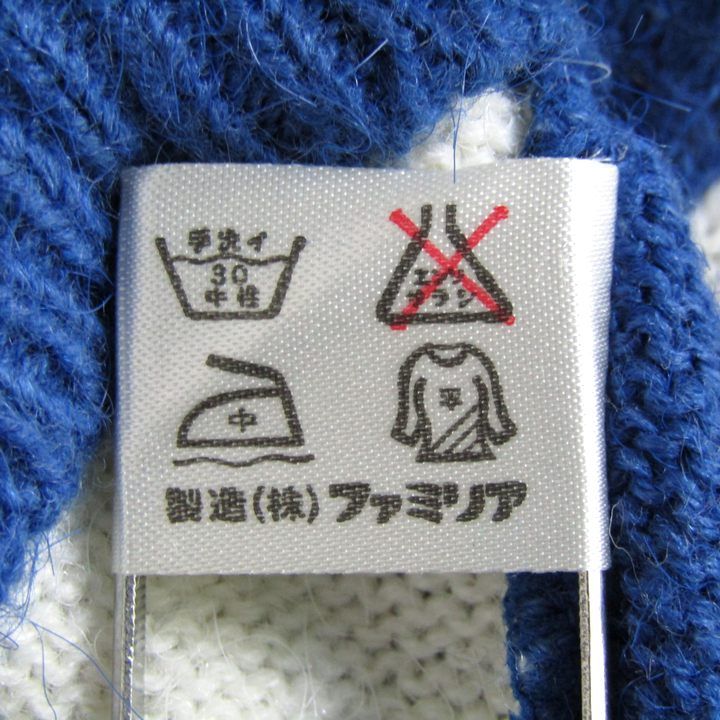 手洗イ
30
中性
エンソ
サラシ
中
平
製造(株)ファミリア